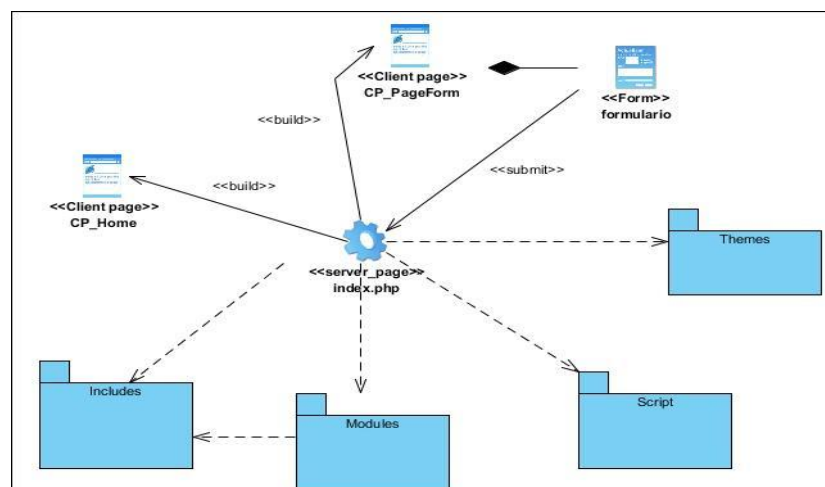 <<Client page>>
CP_PageForm
<<Form>>
formulario
<<build>>
<<submit>>
<<build>>
<<Client page>>
CP_Home
Themes
<<server_page>>
index.php
Includes
Modules
Script